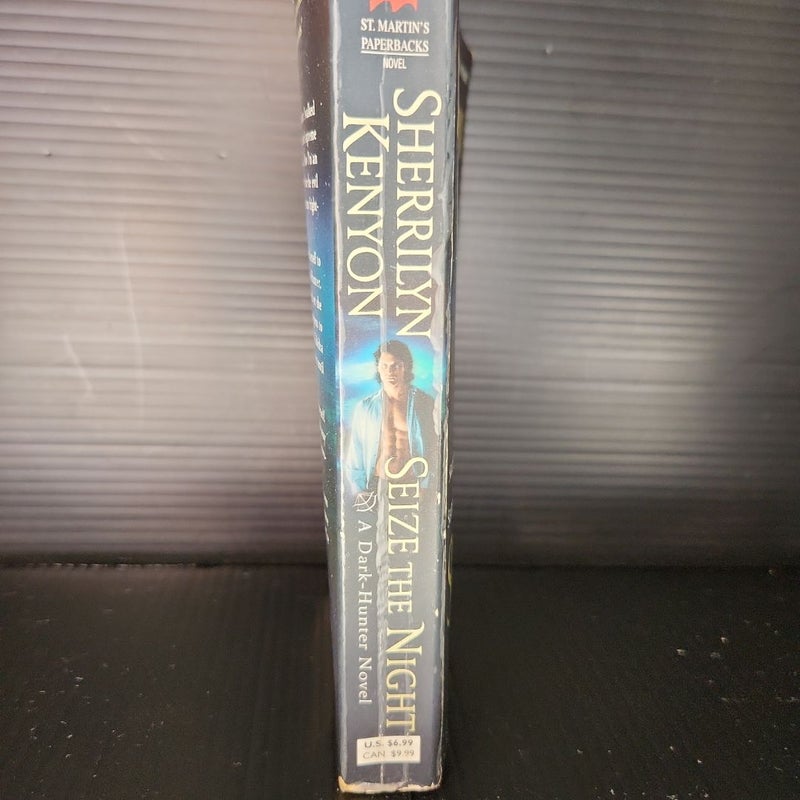 ST. MARTIN'S
PAPERBACKS
NOVEL
SHERRILYN
KENYON
SEIZE THE NIGHT
A Dark-Hunter Novel
U.S. $6.99
CAN. $9.99